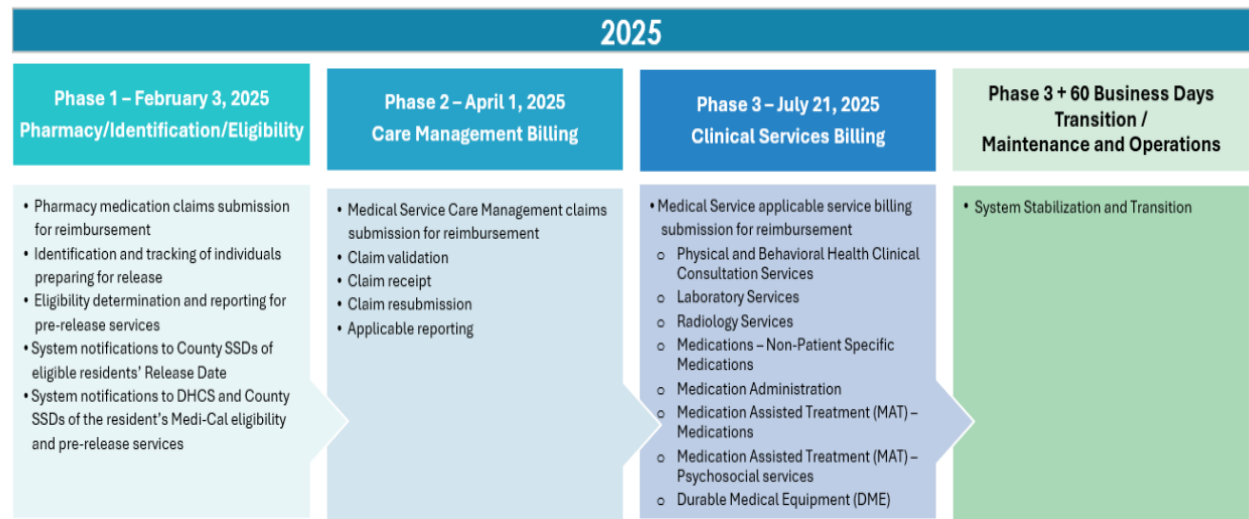 2025
Phase 1 – February 3, 2025
Pharmacy/Identification/Eligibility
• Pharmacy medication claims submission
for reimbursement
• Identification and tracking of individuals
preparing for release
• Eligibility determination and reporting for
pre-release services
• System notifications to County SSDs of
eligible residents’ Release Date
• System notifications to DHCS and County
SSDs of the resident’s Medi-Cal eligibility
and pre-release services
Phase 2 – April 1, 2025
Care Management Billing
• Medical Service Care Management claims
submission for reimbursement
• Claim validation
• Claim receipt
• Claim resubmission
• Applicable reporting
Phase 3 – July 21, 2025
Clinical Services Billing
• Medical Service applicable service billing
submission for reimbursement
o Physical and Behavioral Health Clinical
Consultation Services
o Laboratory Services
o Radiology Services
o Medications – Non-Patient Specific
Medications
o Medication Administration
o Medication Assisted Treatment (MAT) –
Medications
o Medication Assisted Treatment (MAT) –
Psychosocial services
o Durable Medical Equipment (DME)
Phase 3 + 60 Business Days
Transition /
Maintenance and Operations
• System Stabilization and Transition